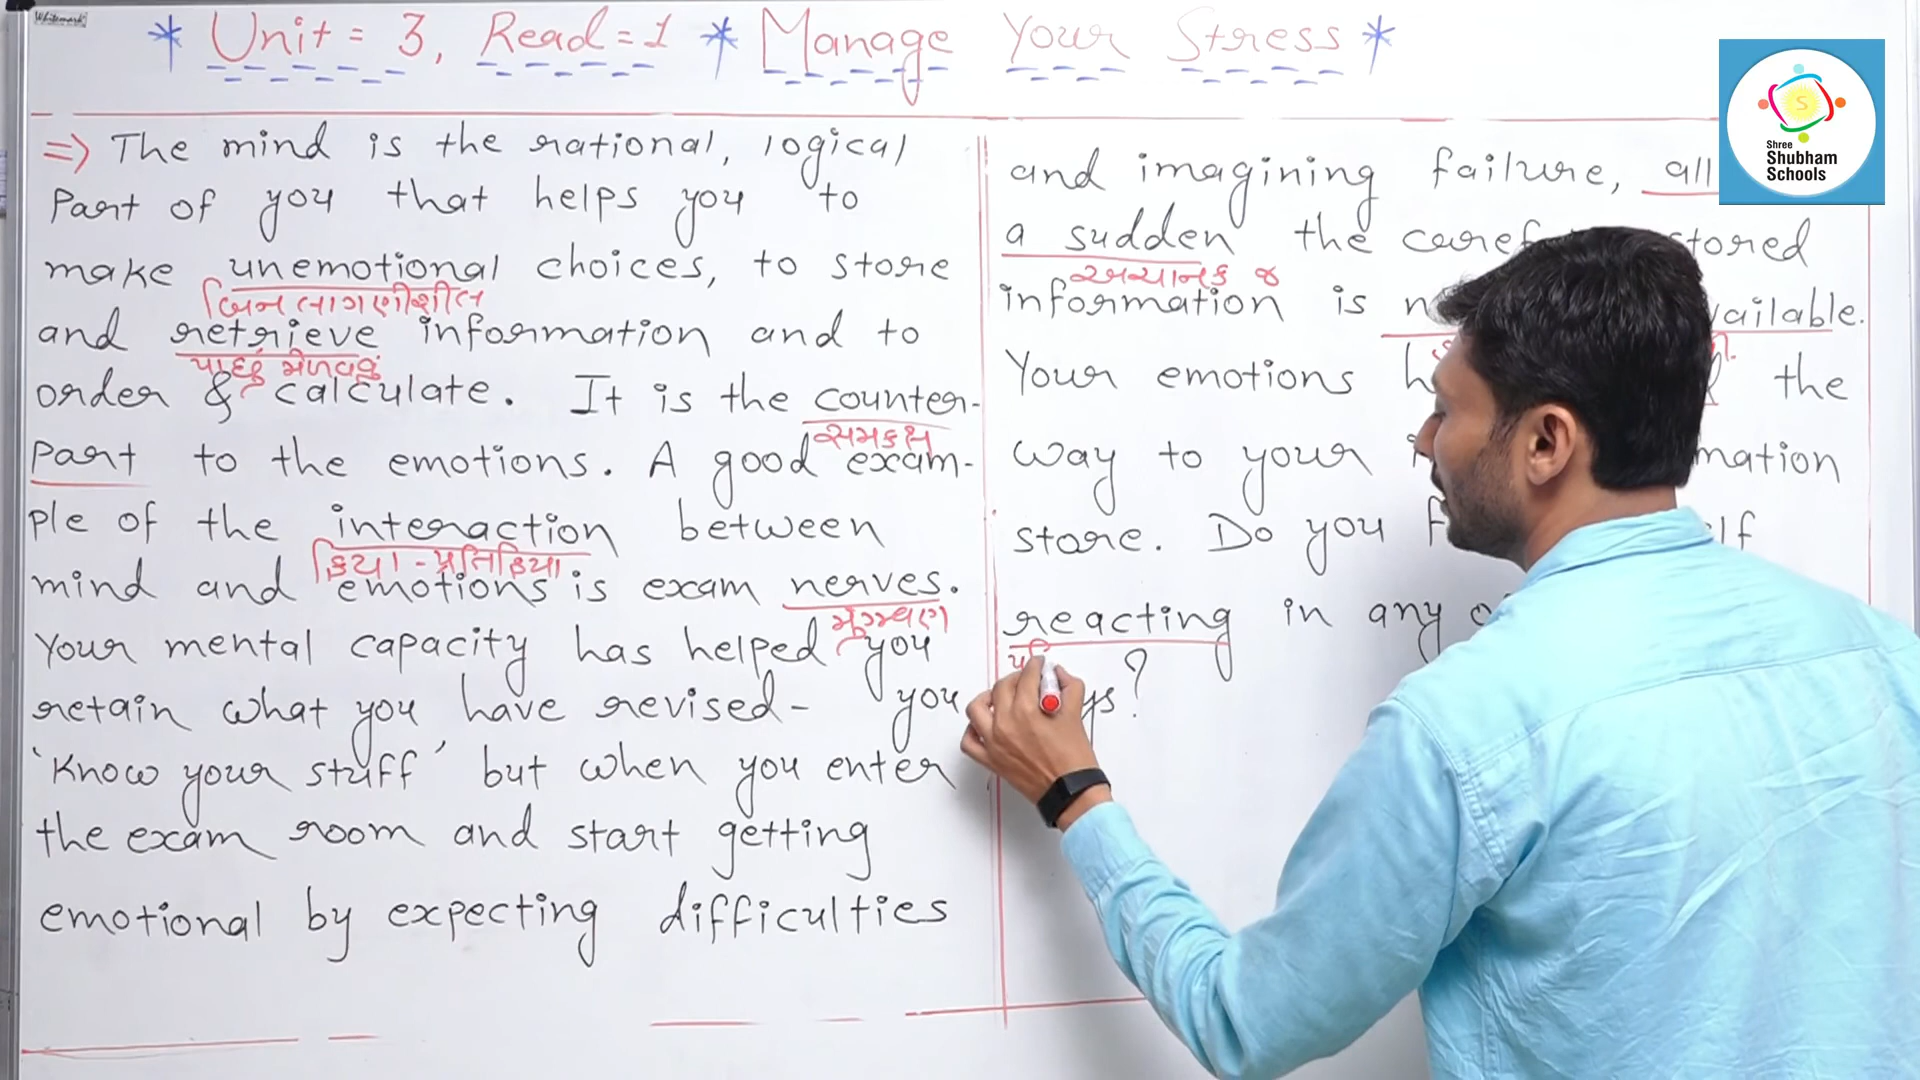 Whitemark
* Unit = 3, Read = 1 * Manage Your Stress *
=> The mind is the rational, logical
Part of you that helps you to
make unemotional choices, to store
બિન લાગણીશીલ
and retrieve information and to
પાછું મેળવવું
order & calculate. It is the counter-
સમકક્ષ
Part to the emotions. A good exam-
ple of the interaction between
ક્રિયા - પ્રતિક્રિયા
mind and emotions is exam nerves.
મૂંઝવણ
Your mental capacity has helped you
retain what you have revised - you
'Know your stuff' but when you enter
the exam room and start getting
emotional by expecting difficulties
and imagining failure, all
a sudden the stored
અચાનક જ
information is
Your emotions the
way to your
store. Do you
reacting in any
?
Shree
Shubham
Schools
S